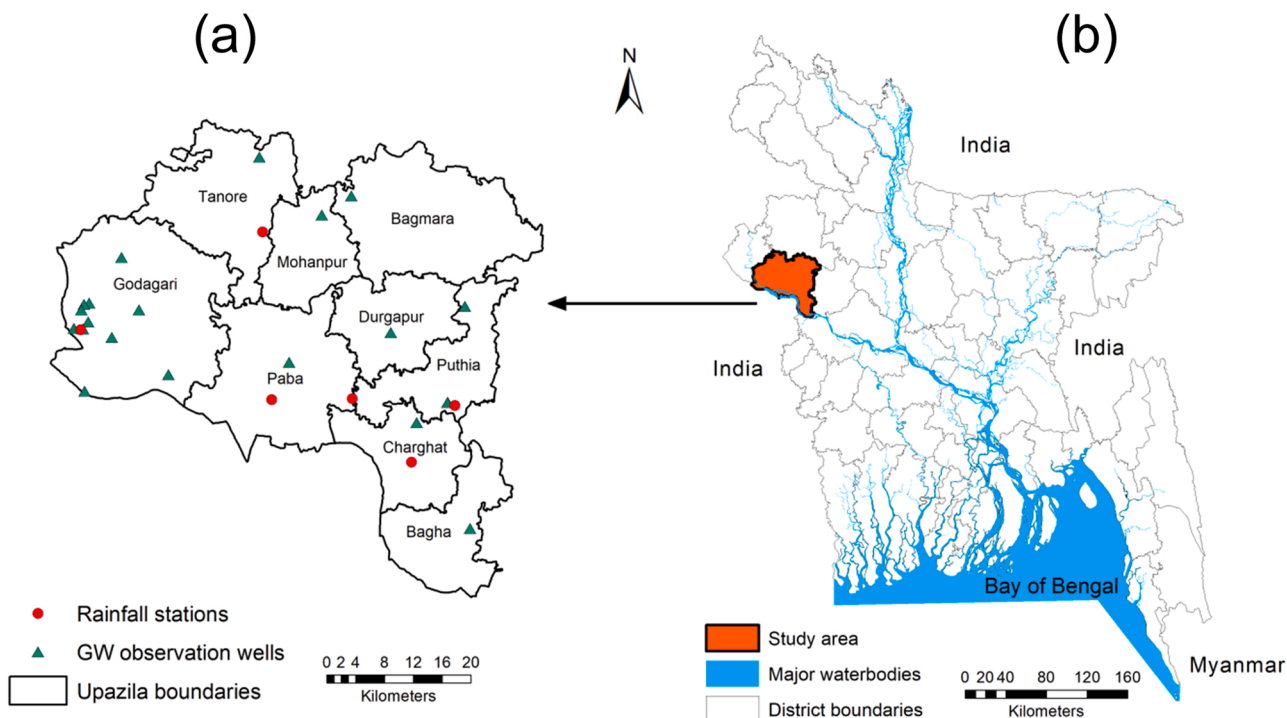 (a)
(b)
N
Tanore
Bagmara
Mohanpur
Godagari
Durgapur
Puthia
Paba
Charghat
Bagha
Rainfall stations
GW observation wells
Upazila boundaries
0 2 4 8 12 16 20
Kilometers
India
India
India
Bay of Bengal
Myanmar
Study area
Major waterbodies
District boundaries
0 20 40 80 120 160
Kilometers